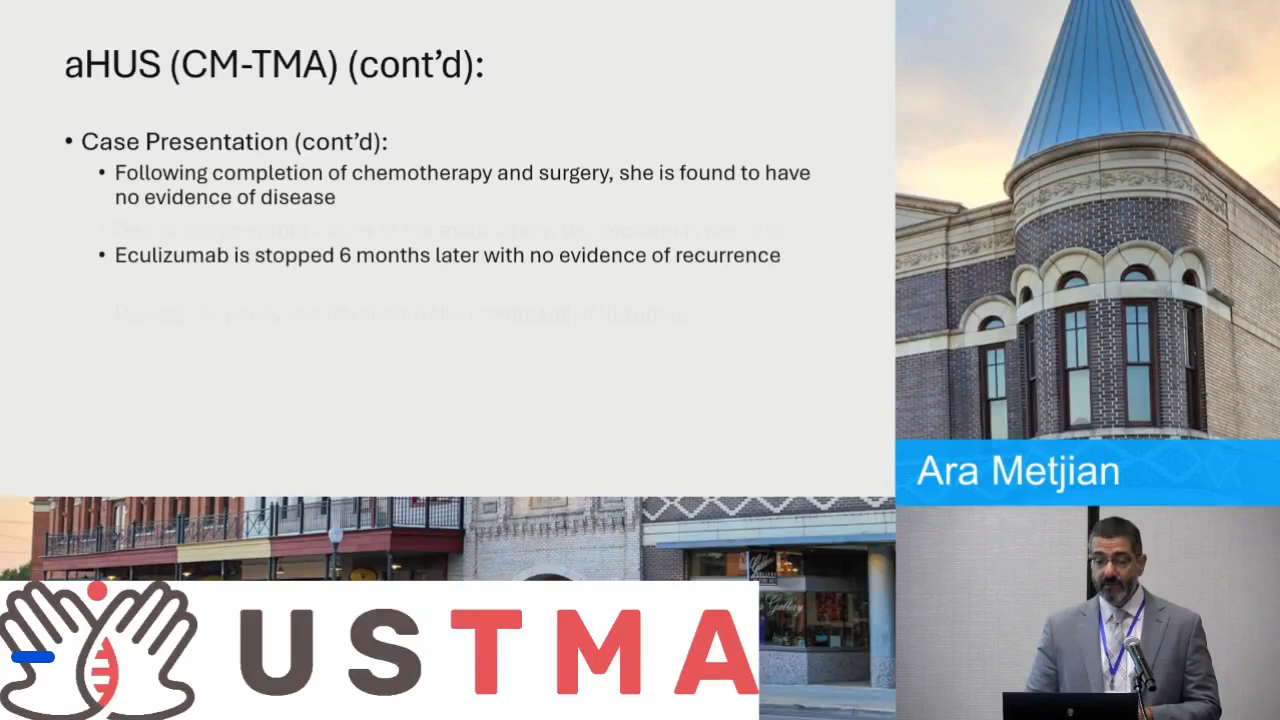 aHUS (CM-TMA) (cont’d):
• Case Presentation (cont’d):
• Following completion of chemotherapy and surgery, she is found to have
no evidence of disease
• Eculizumab is stopped 6 months later with no evidence of recurrence
Ara Metjian
USTMA
Gallery